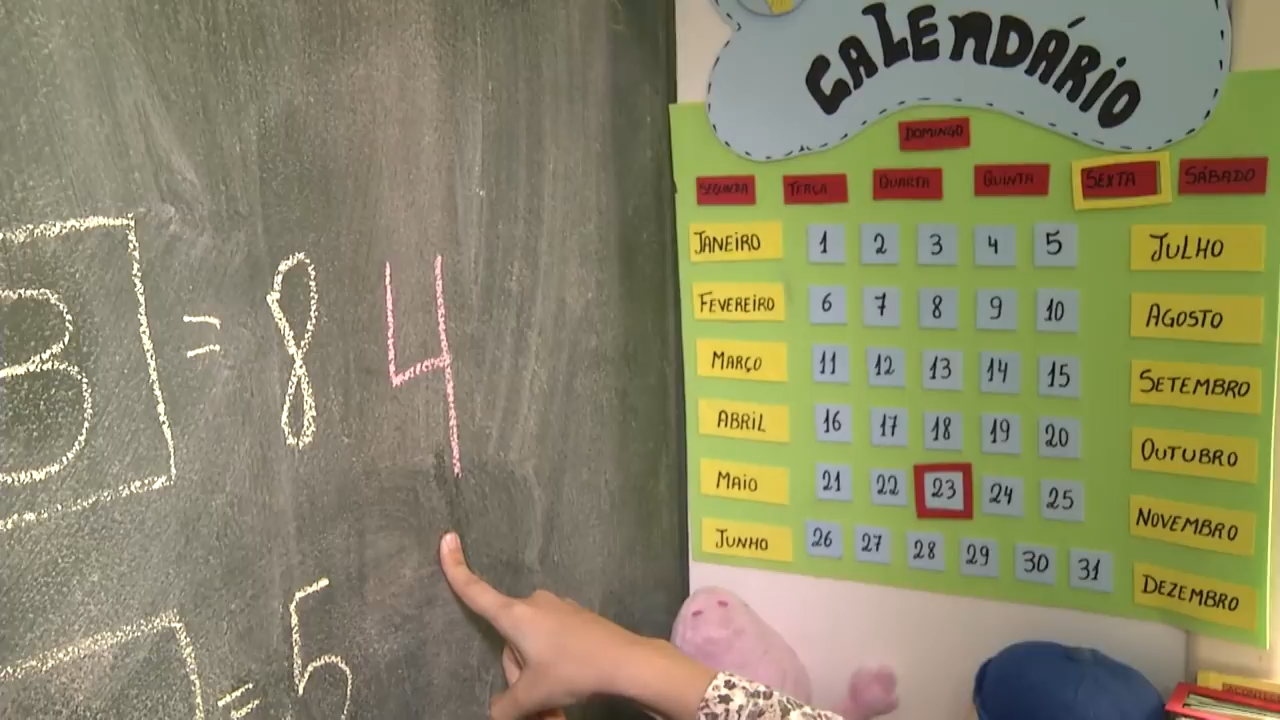 3 = 8 4
= 5
CALENDÁRIO
DOMINGO
SEGUNDA TERÇA QUARTA QUINTA SEXTA SÁBADO
JANEIRO 1 2 3 4 5 JULHO
FEVEREIRO 6 7 8 9 10 AGOSTO
MARÇO 11 12 13 14 15 SETEMBRO
ABRIL 16 17 18 19 20 OUTUBRO
MAIO 21 22 23 24 25 NOVEMBRO
JUNHO 26 27 28 29 30 31 DEZEMBRO